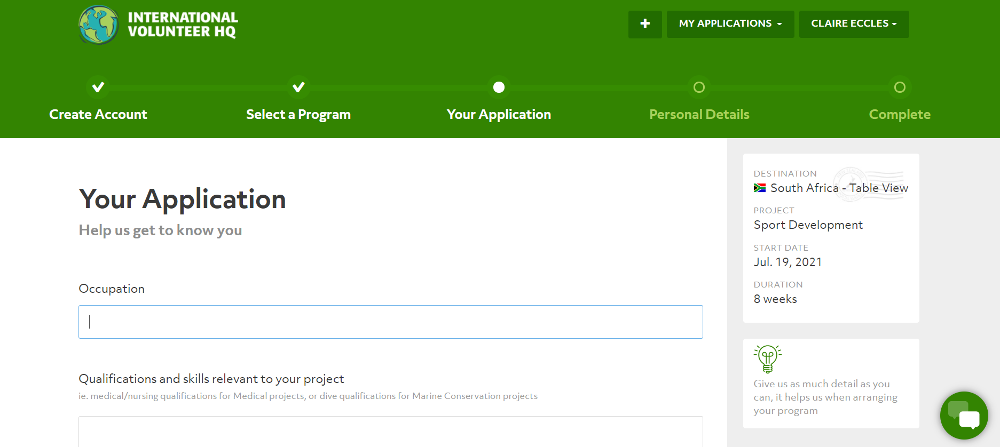 INTERNATIONAL
VOLUNTEER HQ
MY APPLICATIONS
CLAIRE ECCLES
Create Account
Select a Program
Your Application
Personal Details
Complete
Your Application
Help us get to know you
Occupation
Qualifications and skills relevant to your project
ie. medical/nursing qualifications for Medical projects, or dive qualifications for Marine Conservation projects
DESTINATION
South Africa - Table View
PROJECT
Sport Development
START DATE
Jul. 19, 2021
DURATION
8 weeks
Give us as much detail as you
can, it helps us when arranging
your program